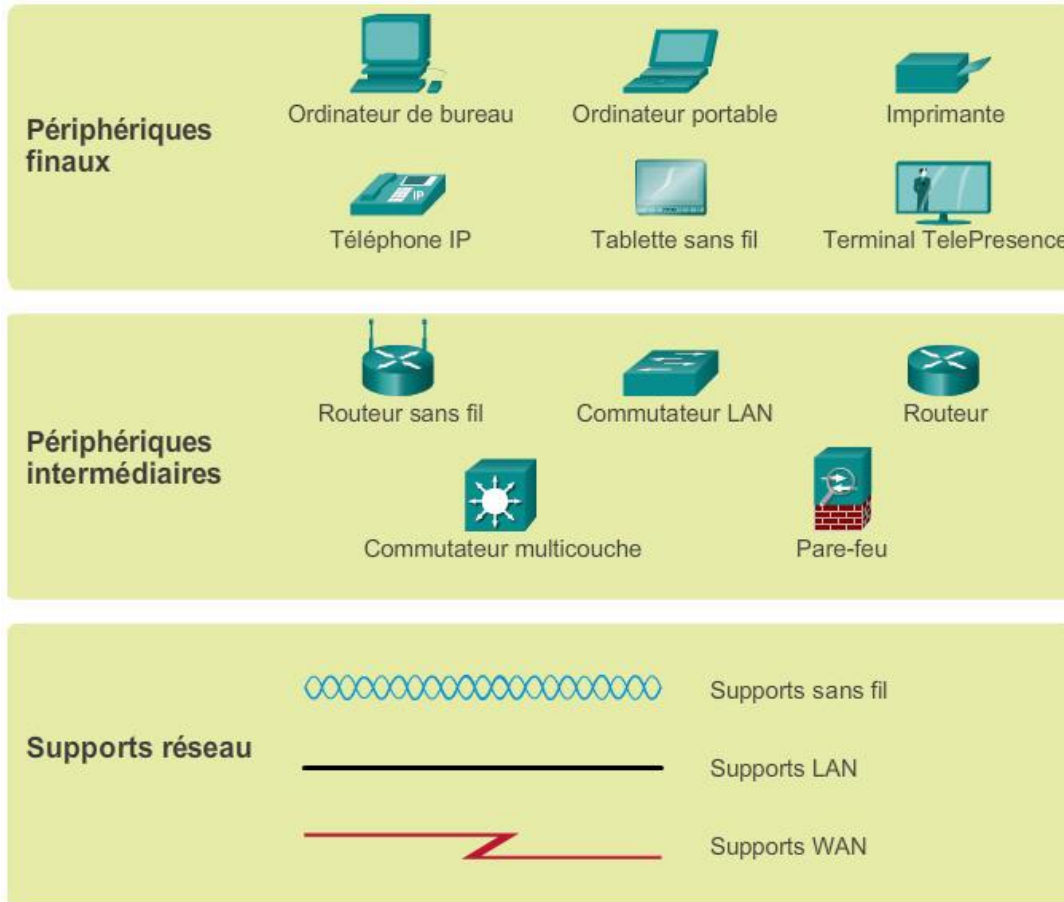 Périphériques
finaux
Ordinateur de bureau
Ordinateur portable
Imprimante
IP
Téléphone IP
Tablette sans fil
Terminal TelePresence
Périphériques
intermédiaires
Routeur sans fil
Commutateur LAN
Routeur
Commutateur multicouche
Pare-feu
Supports réseau
Supports sans fil
Supports LAN
Supports WAN